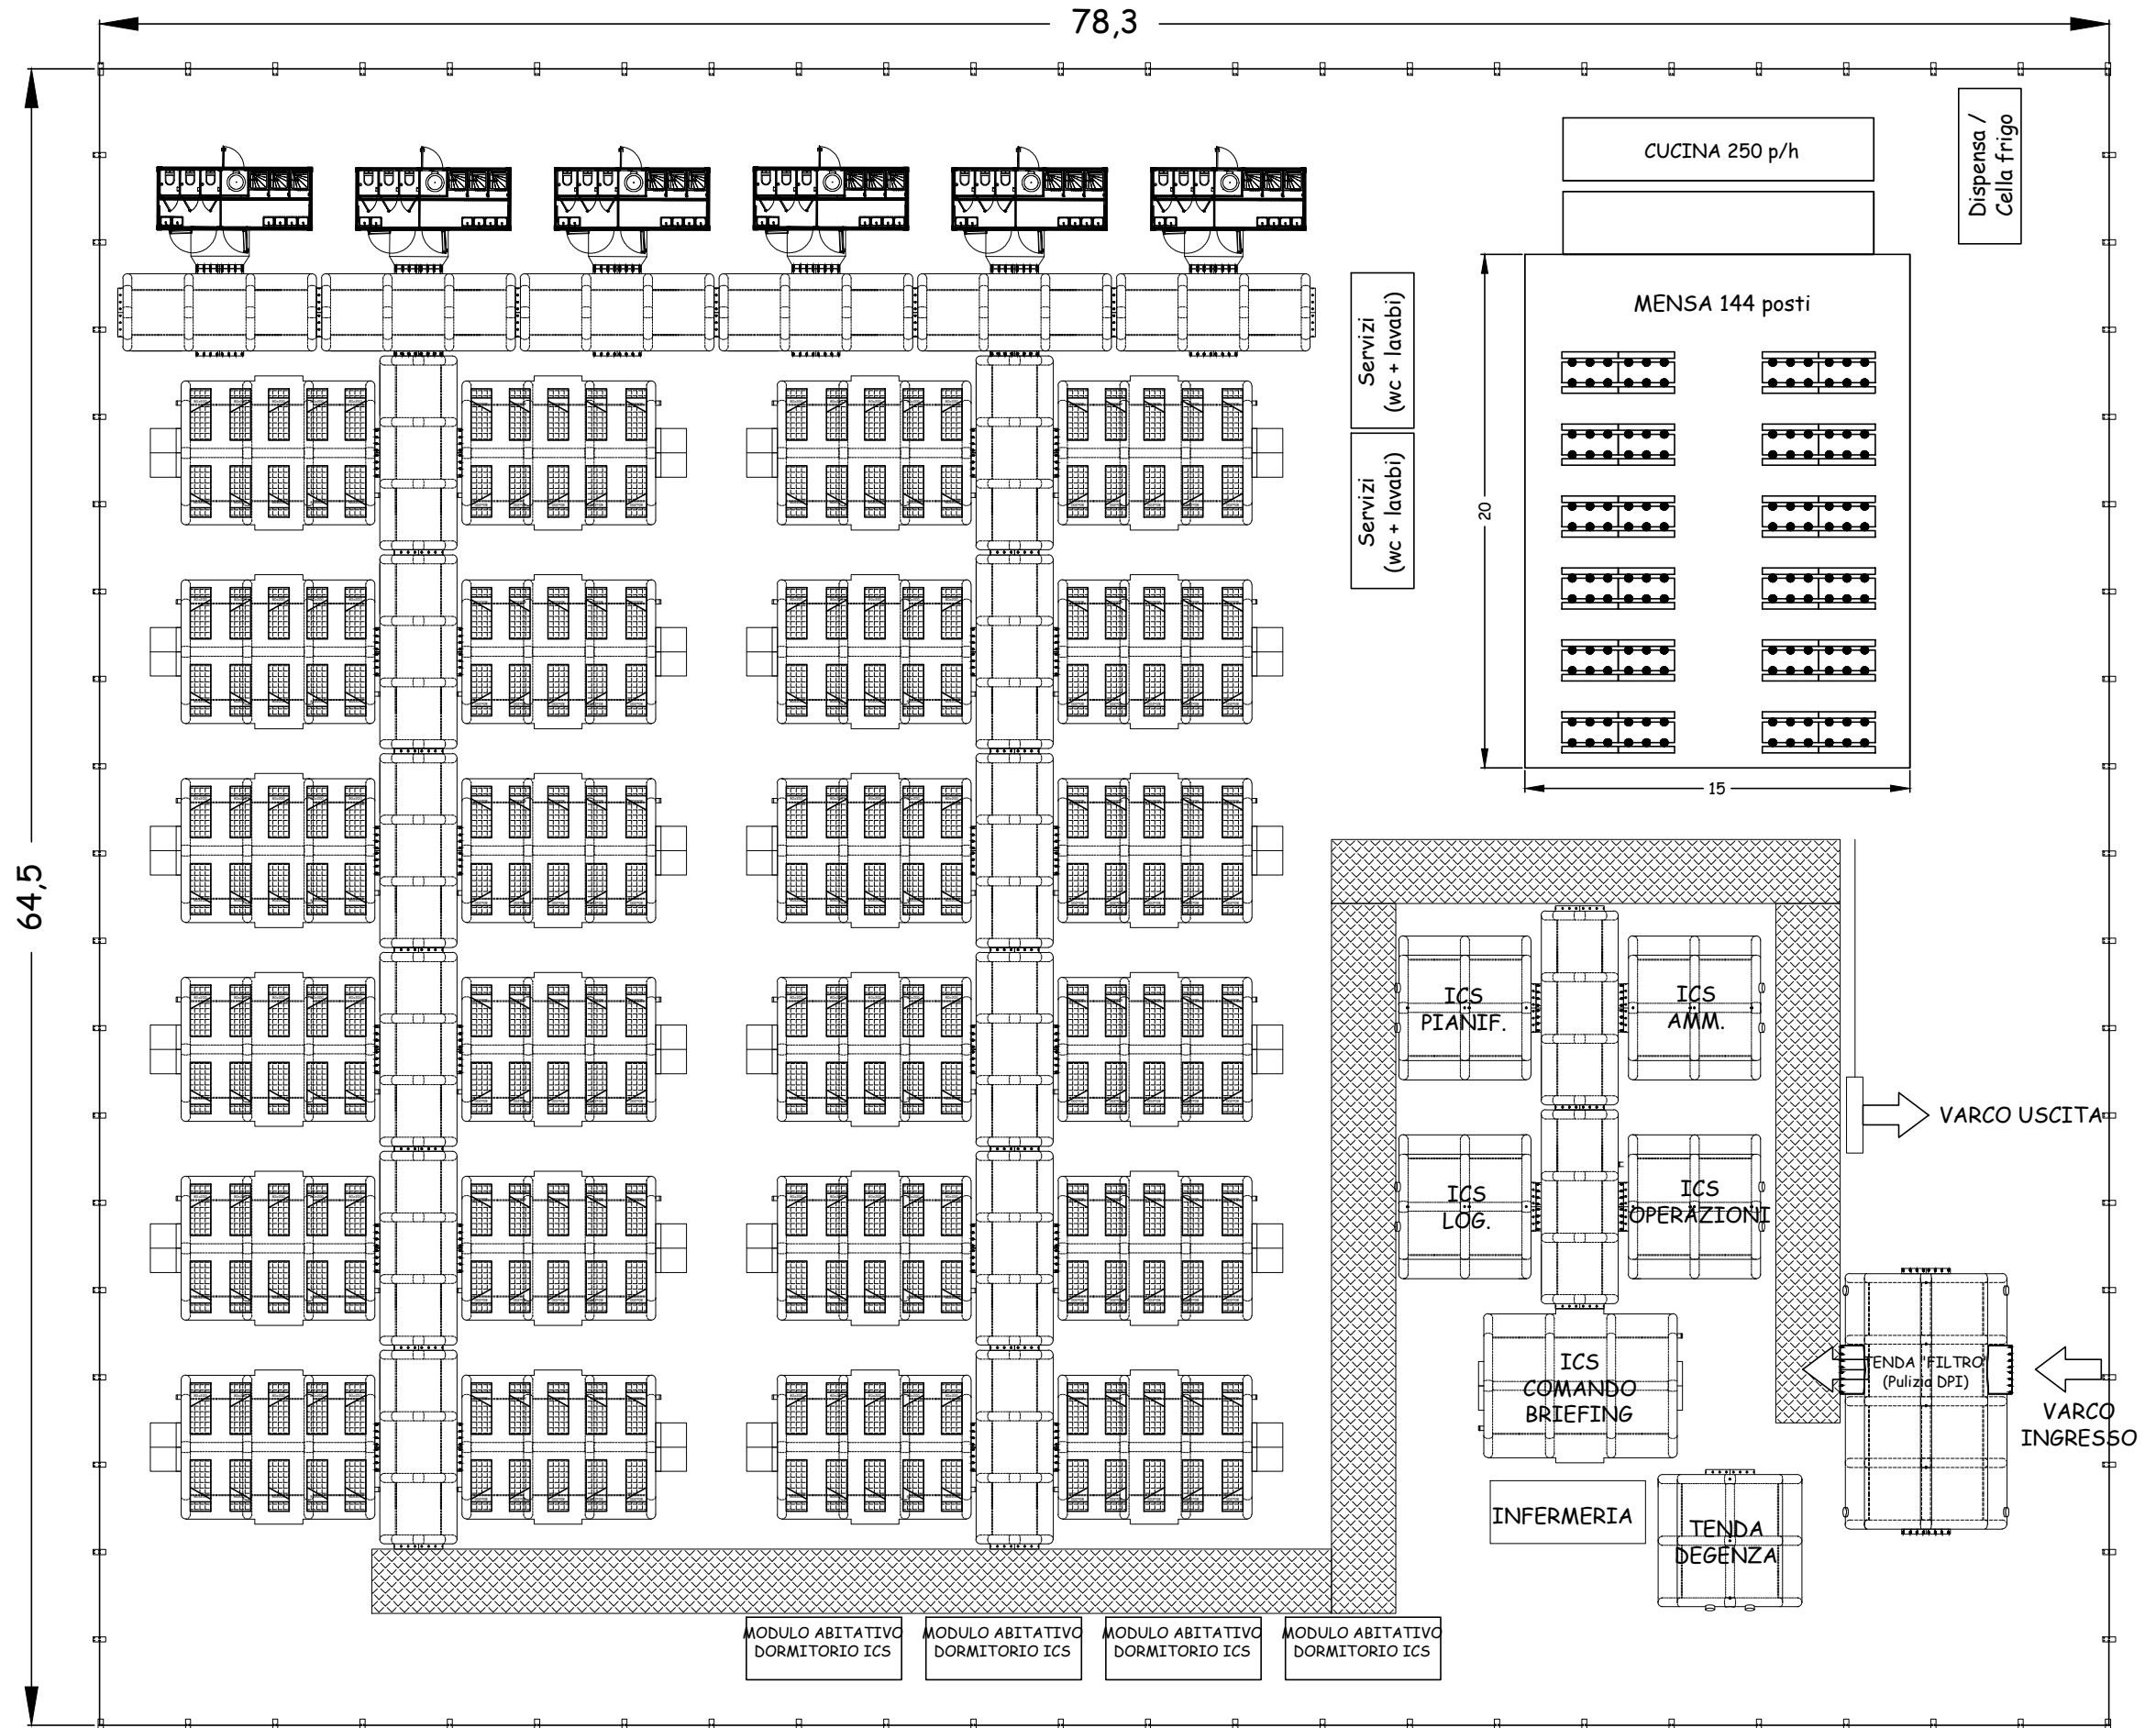 78,3
64,5
CUCINA 250 p/h
Dispensa /
Cella frigo
MENSA 144 posti
Servizi
(wc + lavabi)
Servizi
(wc + lavabi)
20
15
ICS
PIANIF.
ICS
AMM.
VARCO USCITA
ICS
LOG.
ICS
OPERAZIONI
ICS
COMANDO
BRIEFING
TENDA "FILTRO"
(Pulizia DPI)
VARCO
INGRESSO
INFERMERIA
TENDA
DEGENZA
MODULO ABITATIVO
DORMITORIO ICS
MODULO ABITATIVO
DORMITORIO ICS
MODULO ABITATIVO
DORMITORIO ICS
MODULO ABITATIVO
DORMITORIO ICS